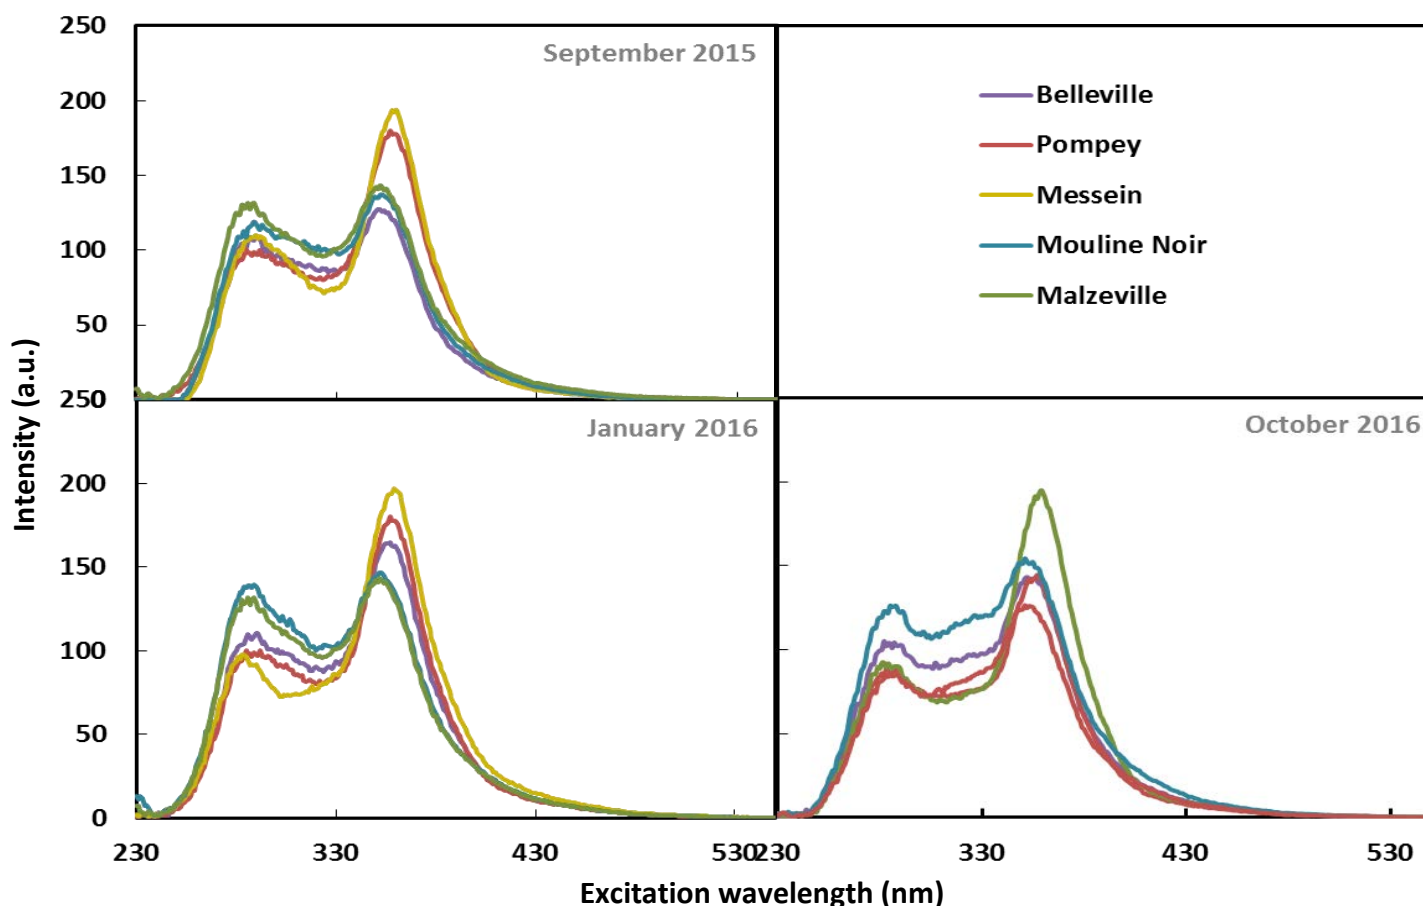 250
September 2015
200
150
100
50
250
Belleville
Pompey
Messein
Mouline Noir
Malzeville
Intensity (a.u.)
January 2016
200
150
100
50
0
October 2016
230
330
430
530
230
330
430
530
Excitation wavelength (nm)